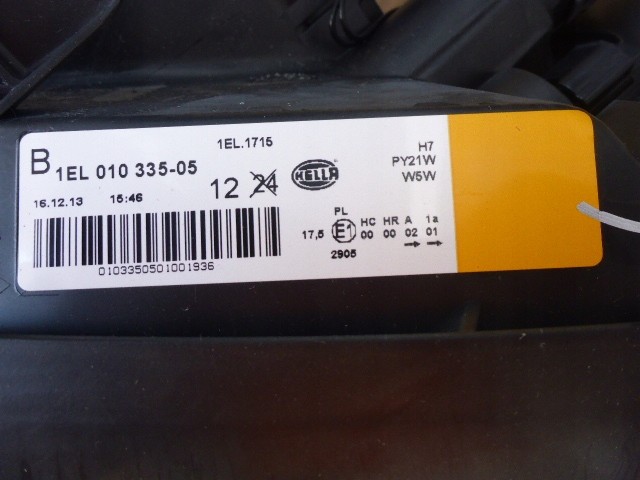 1EL.1715
B 1EL 010 335-05
16.12.13 15:46
12 24
HELLA
H7
PY21W
W5W
PL
17,5 E1 HC HR A 1a
00 00 02 01
2905
0103350501001936